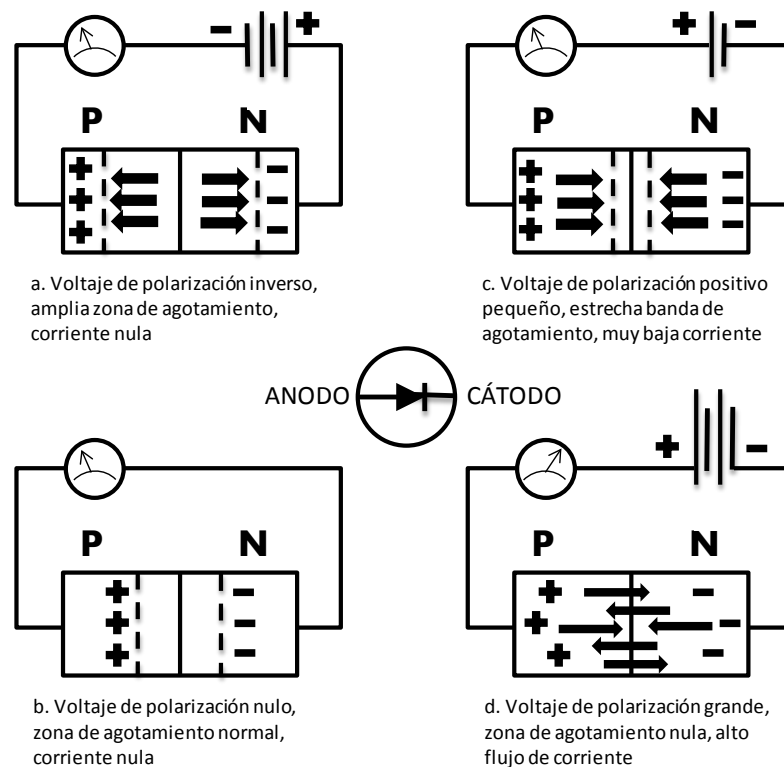 P N
a. Voltaje de polarización inverso,
amplia zona de agotamiento,
corriente nula
P N
c. Voltaje de polarización positivo
pequeño, estrecha banda de
agotamiento, muy baja corriente
ANODO CÁTODO
P N
b. Voltaje de polarización nulo,
zona de agotamiento normal,
corriente nula
P N
d. Voltaje de polarización grande,
zona de agotamiento nula, alto
flujo de corriente